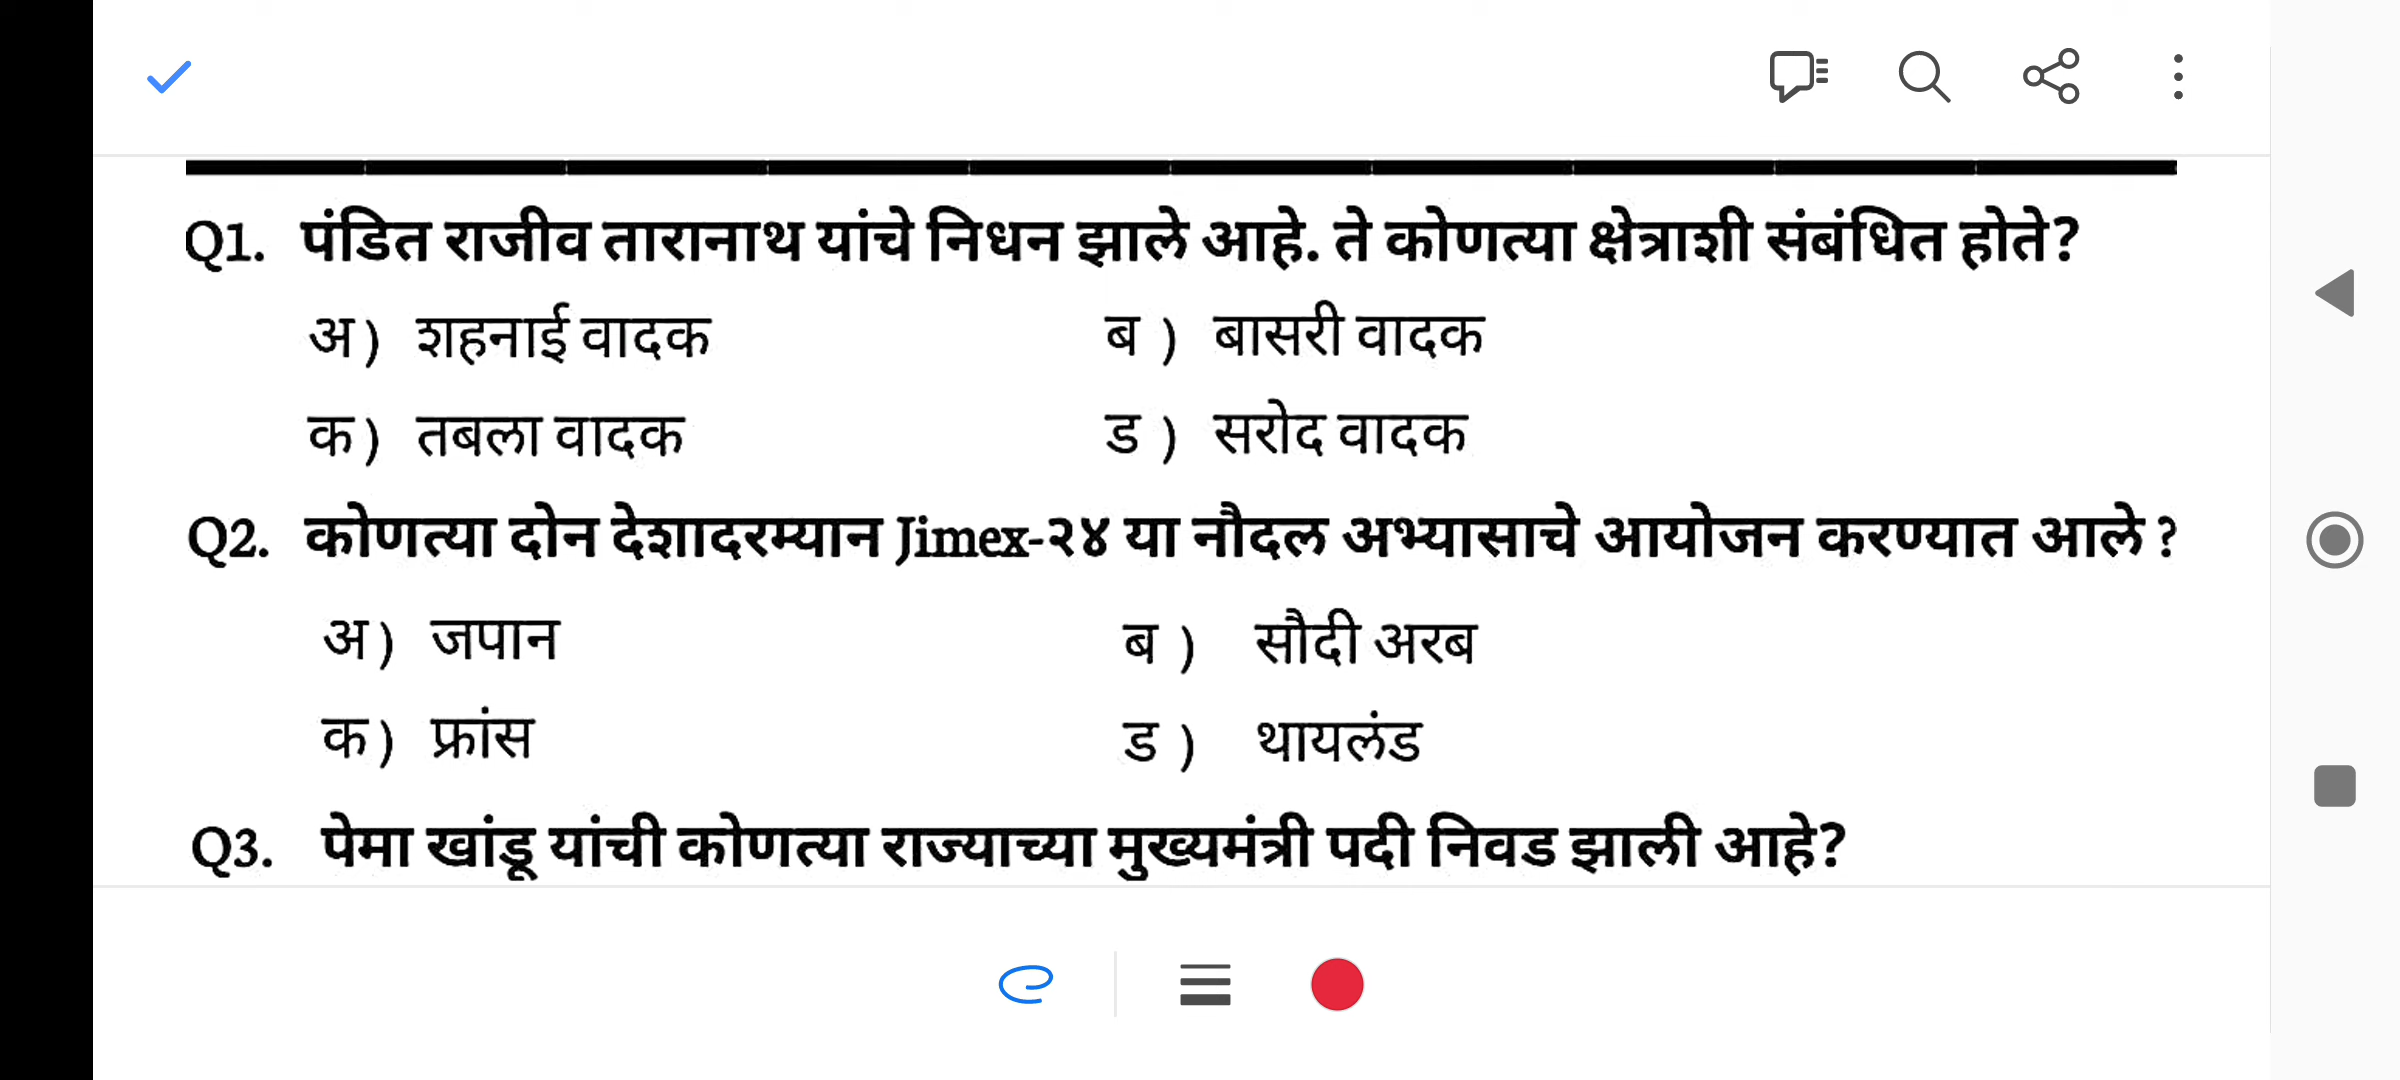 Q1. पंडित राजीव तारानाथ यांचे निधन झाले आहे. ते कोणत्या क्षेत्राशी संबंधित होते?
अ) शहनाई वादक ब ) बासरी वादक
क) तबला वादक ड ) सरोद वादक
Q2. कोणत्या दोन देशादरम्यान Jimex-२४ या नौदल अभ्यासाचे आयोजन करण्यात आले ?
अ) जपान ब ) सौदी अरब
क) फ्रांस ड ) थायलंड
Q3. पेमा खांडू यांची कोणत्या राज्याच्या मुख्यमंत्री पदी निवड झाली आहे?